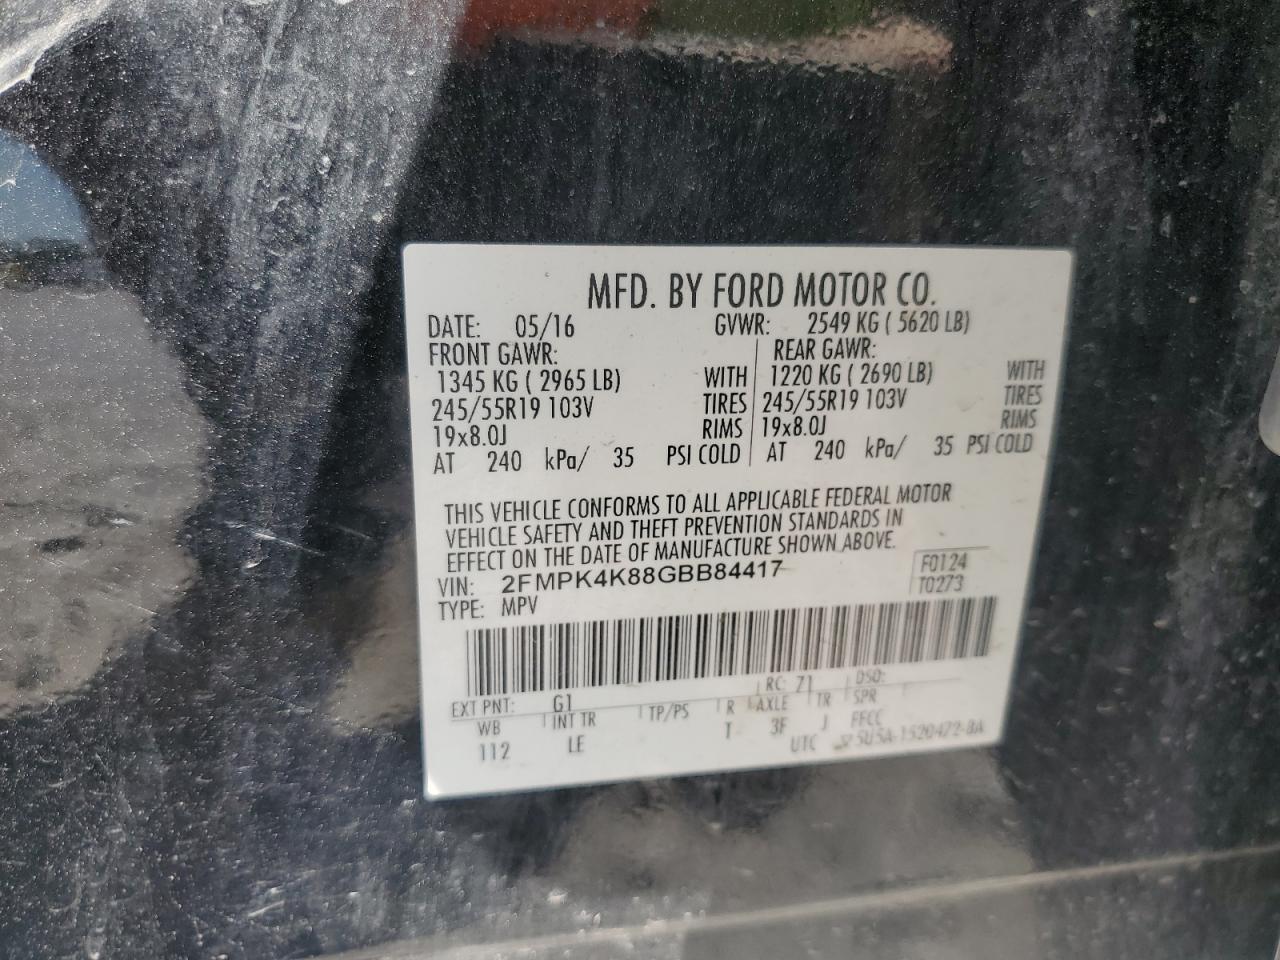 MFD. BY FORD MOTOR CO.
DATE: 05/16 GVWR: 2549 KG ( 5620 LB)
FRONT GAWR: REAR GAWR:
1345 KG ( 2965 LB) WITH 1220 KG ( 2690 LB) WITH
245/55R19 103V TIRES 245/55R19 103V TIRES
19x8.0J RIMS 19x8.0J RIMS
AT 240 kPa/ 35 PSI COLD AT 240 kPa/ 35 PSI COLD
THIS VEHICLE CONFORMS TO ALL APPLICABLE FEDERAL MOTOR
VEHICLE SAFETY AND THEFT PREVENTION STANDARDS IN
EFFECT ON THE DATE OF MANUFACTURE SHOWN ABOVE.
VIN: 2FMPK4K88GBB84417 F0124
TYPE: MPV T0273
EXT PNT: G1 RC: 71 DSO:
WB INT TR TP/PS R AXLE TR SPR
112 LE T 3F J FFCC
UTC 5U5A-1520472-BA